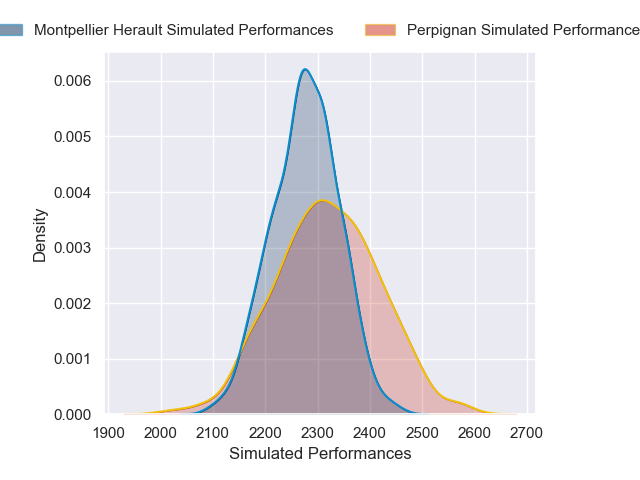 Montpellier Herault Simulated Performances
Perpignan Simulated Performance
0.006
0.005
0.004
0.003
0.002
0.001
0.000
Density
1900 2000 2100 2200 2300 2400 2500 2600 2700
Simulated Performances